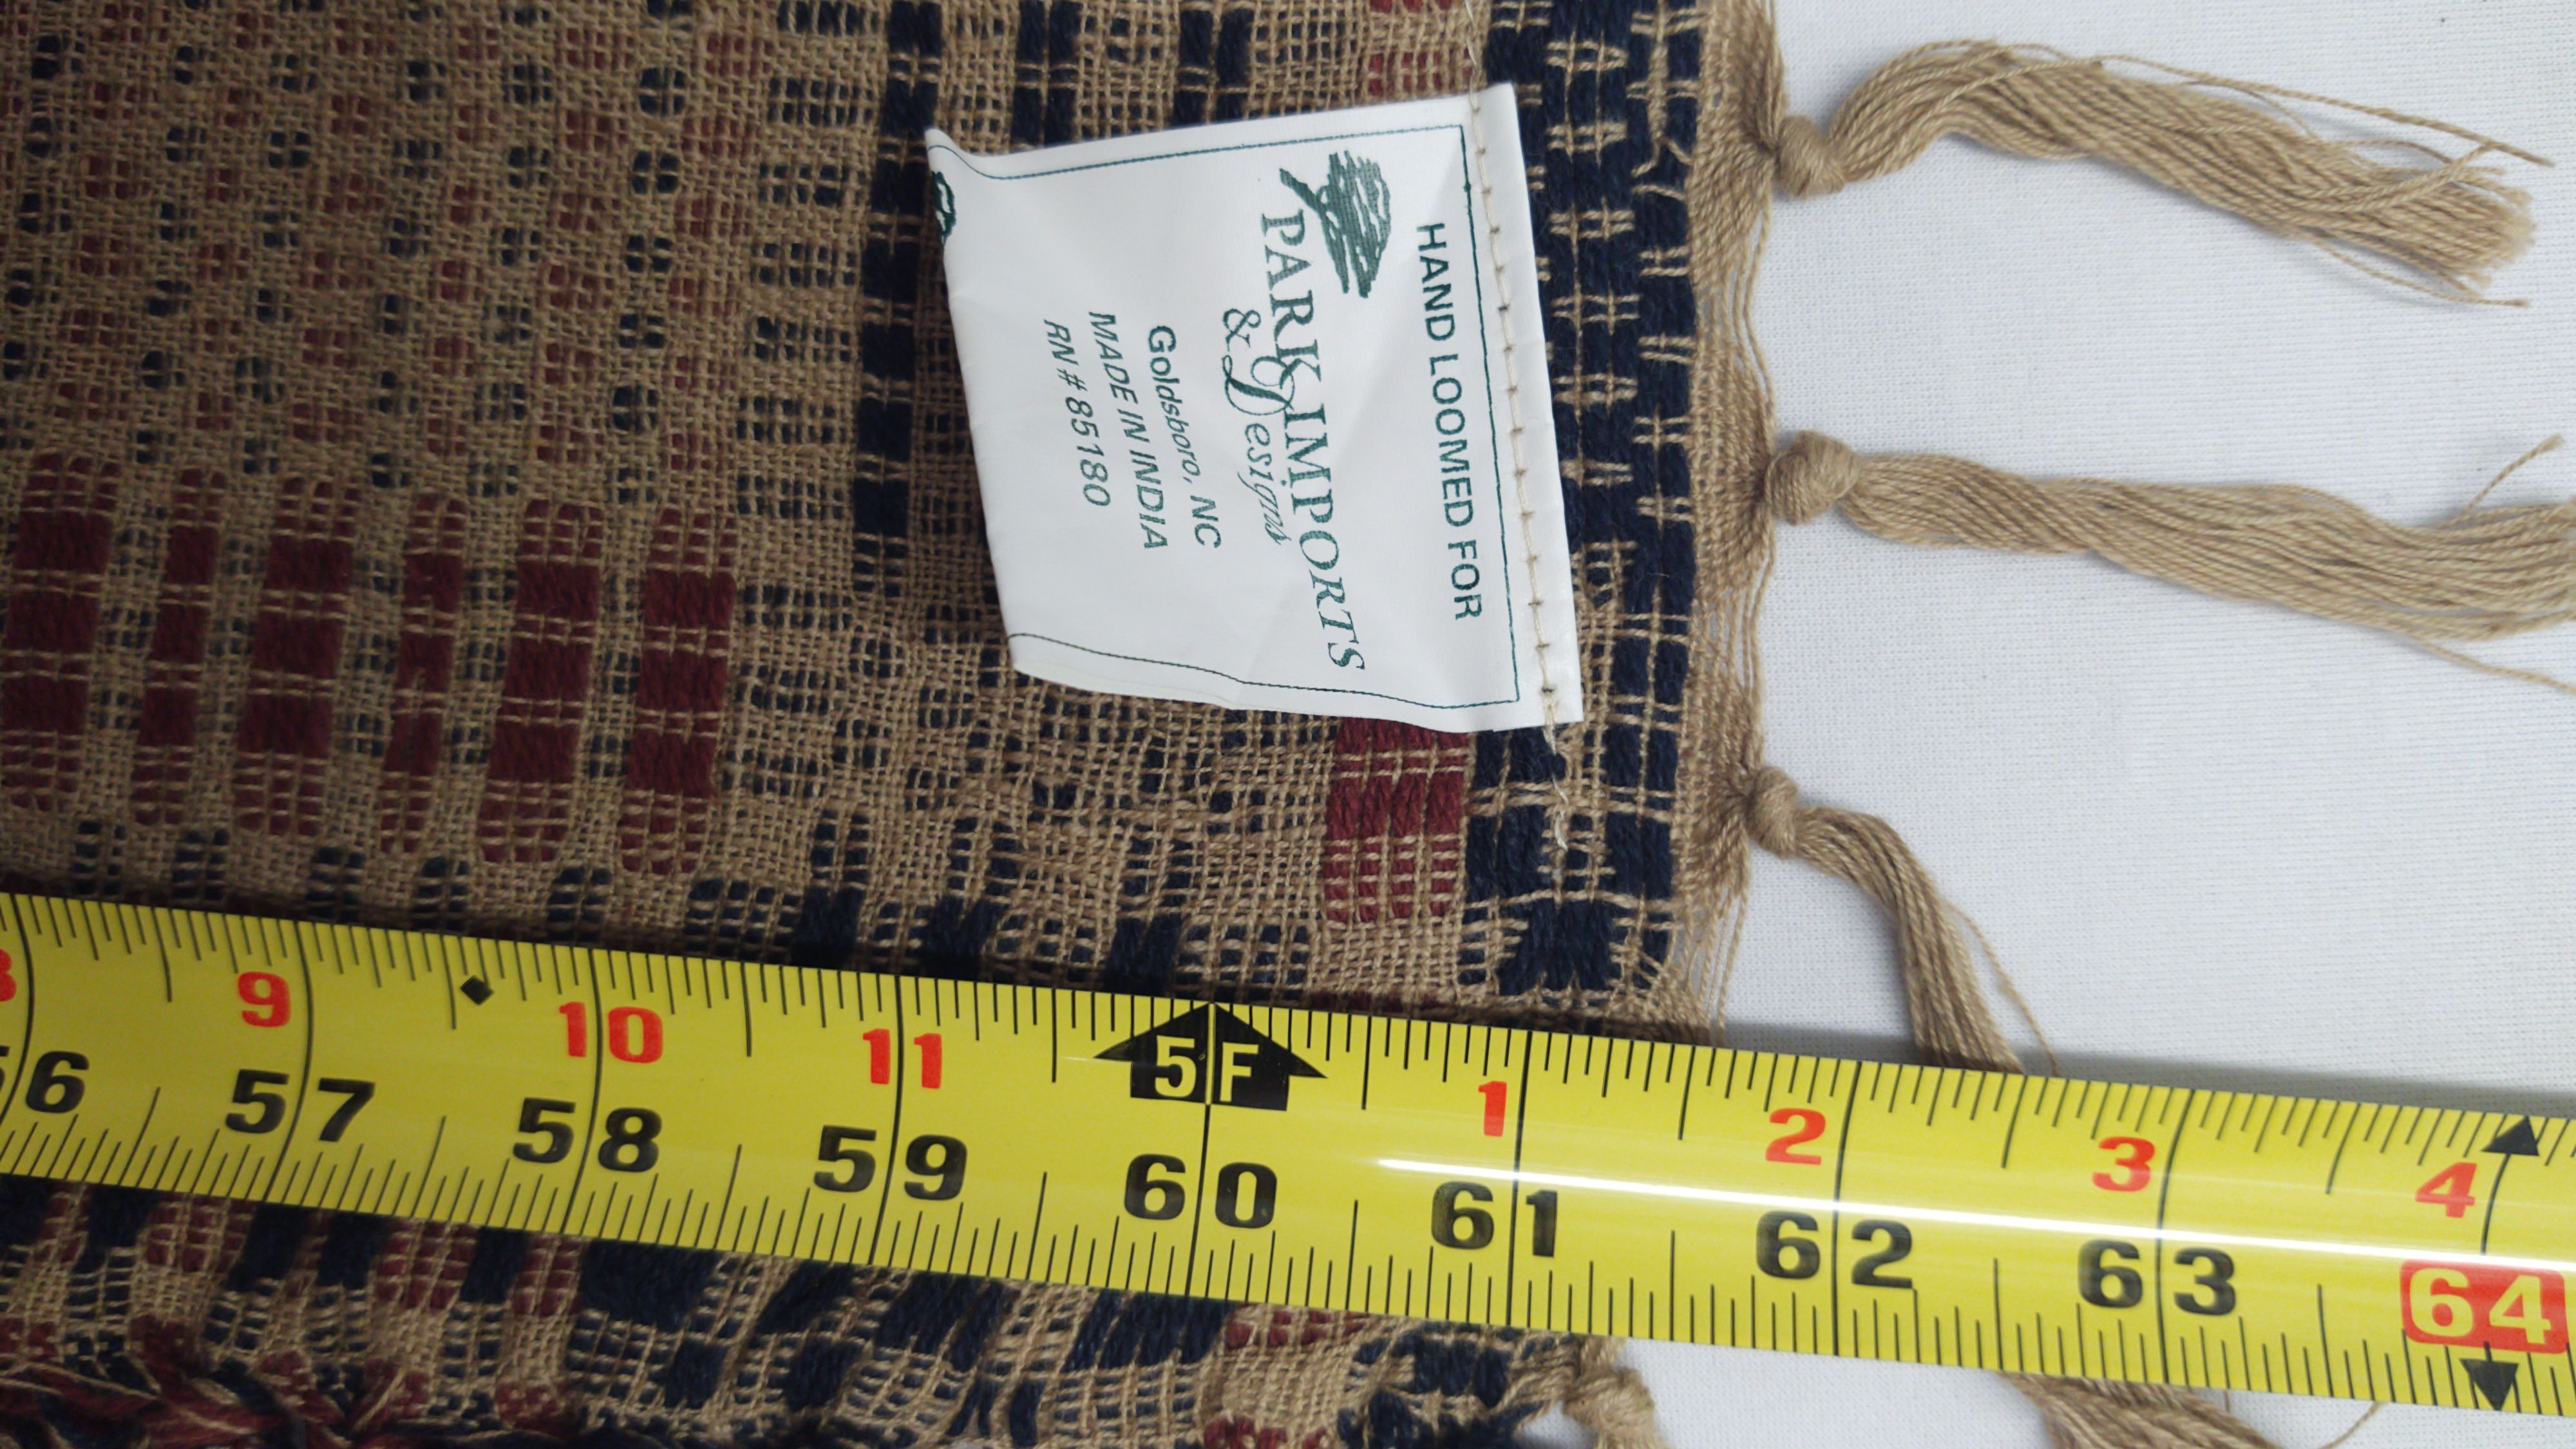 HAND LOOMED FOR
PARK IMPORTS
& Designs
Goldsboro, NC
MADE IN INDIA
RN # 85180
9 10 11 5F 1 2 3 4
56 57 58 59 60 61 62 63 64